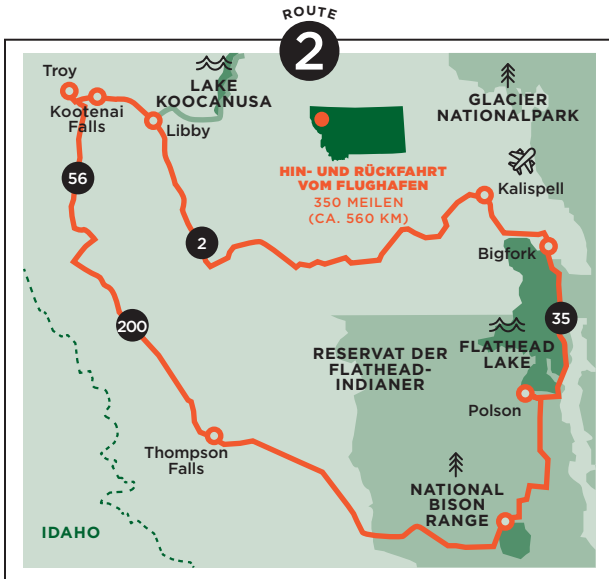 ROUTE
2
Troy
Kootenai
Falls
LAKE
KOOCANUSA
Libby
GLACIER
NATIONALPARK
HIN- UND RÜCKFAHRT
VOM FLUGHAFEN
350 MEILEN
(CA. 560 KM)
Kalispell
56
2
Bigfork
35
200
RESERVAT DER
FLATHEAD-
INDIANER
FLATHEAD
LAKE
Polson
Thompson
Falls
NATIONAL
BISON
RANGE
IDAHO